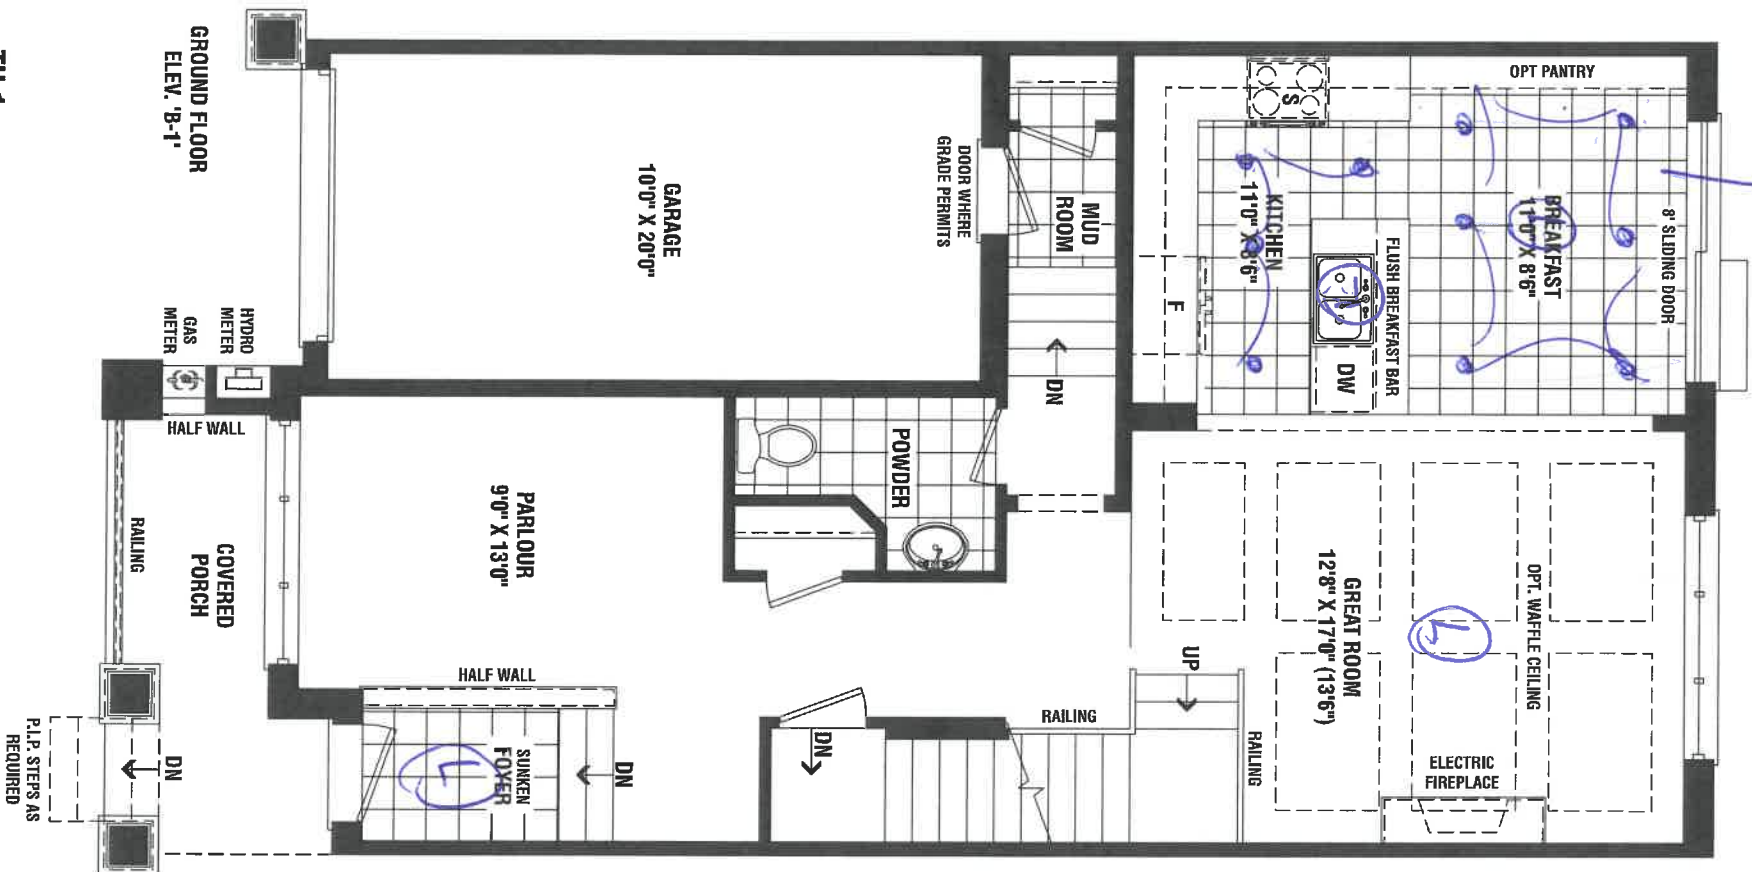 OPT PANTRY
S
BREAKFAST
11'0" X 8'6"
8' SLIDING DOOR
KITCHEN
11'0" X 8'6"
FLUSH BREAKFAST BAR
L
L
F
DW
MUD
ROOM
DOOR WHERE
GRADE PERMITS
GARAGE
10'0" X 20'0"
DN
GROUND FLOOR
ELEV. 'B-1'
HYDRO
METER
GAS
METER
HALF WALL
POWDER
PARLOUR
9'0" X 13'0"
RAILING
COVERED
PORCH
GREAT ROOM
12'8" X 17'0" (13'6")
OPT. WAFFLE CEILING
L
ELECTRIC
FIREPLACE
UP
RAILING
RAILING
HALF WALL
DN
SUNKEN
FOYER
L
DN
DN
P.I.P. STEPS AS
REQUIRED